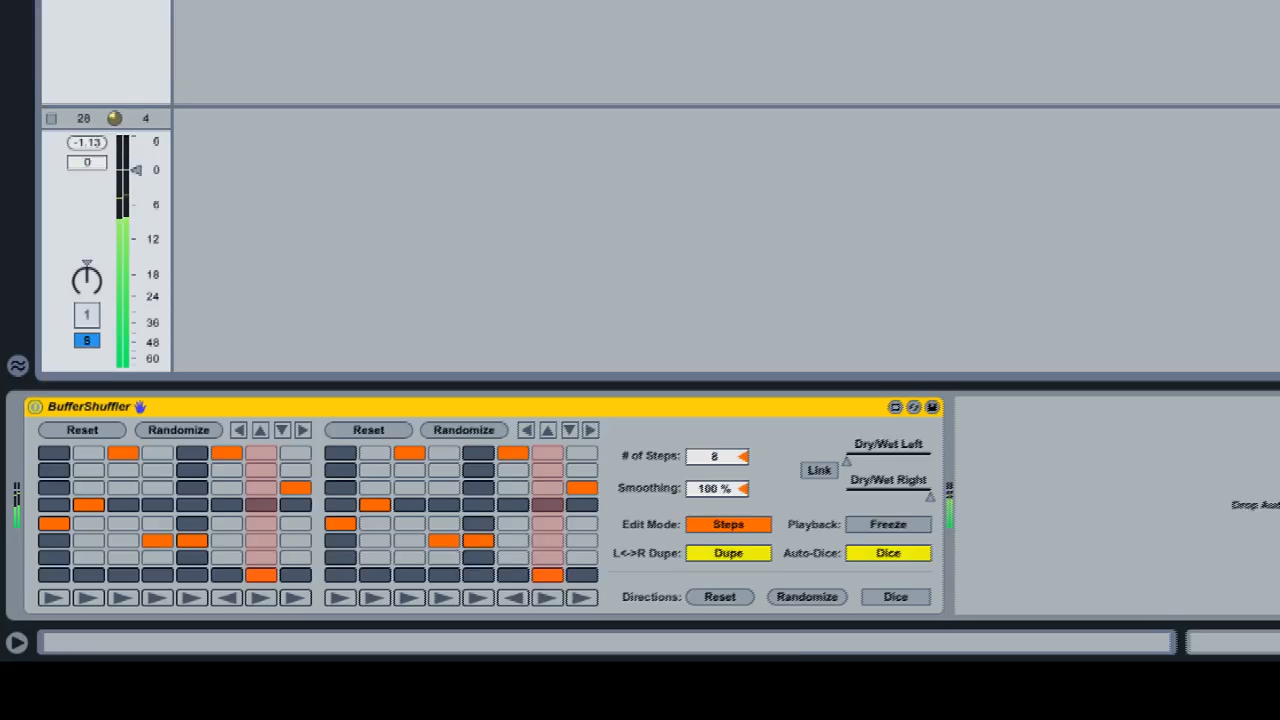 28 4
-1.13 6
0 0
6
12
18
24
1 36
S 48
60
BufferShuffler
Reset Randomize Reset Randomize
Dry/Wet Left
# of Steps: 8
Link
Dry/Wet Right
Smoothing: 100 %
Edit Mode: Steps Playback: Freeze
L<->R Dupe: Dupe Auto-Dice: Dice
Directions: Reset Randomize Dice
Drop Aud